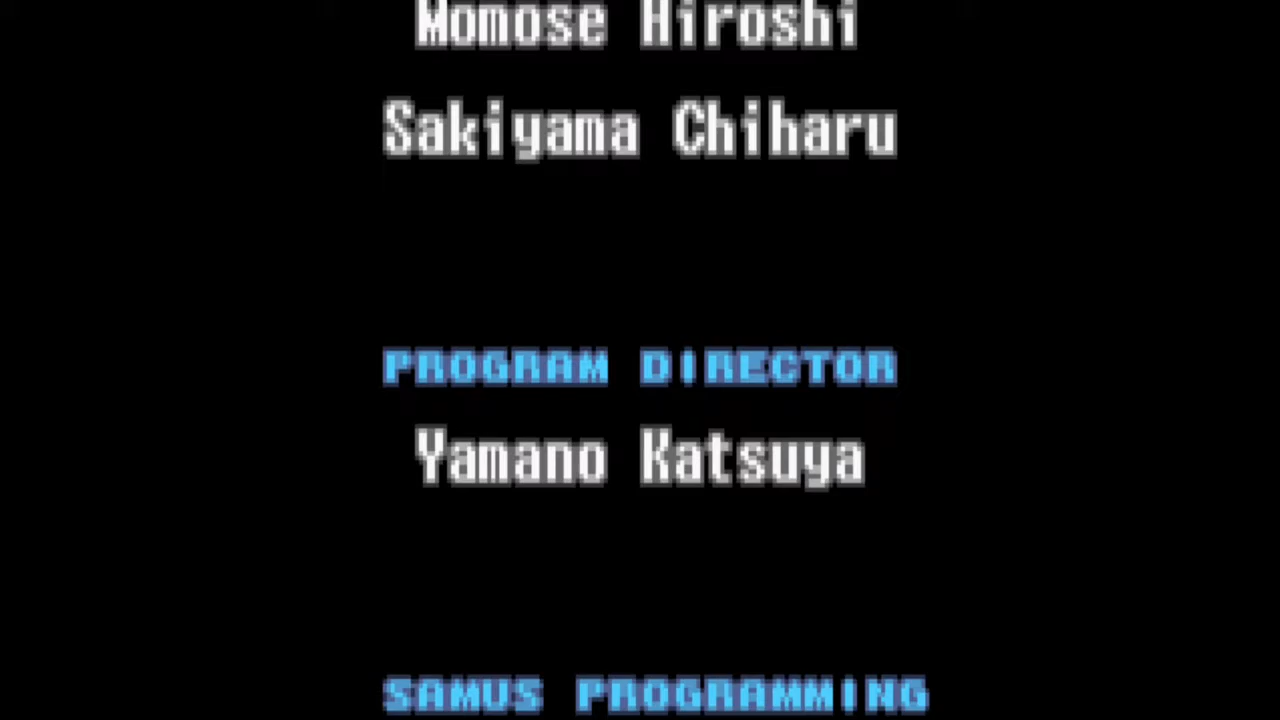 Momose Hiroshi
Sakiyama Chiharu
PROGRAM DIRECTOR
Yamano Katsuya
SAMUS PROGRAMMING